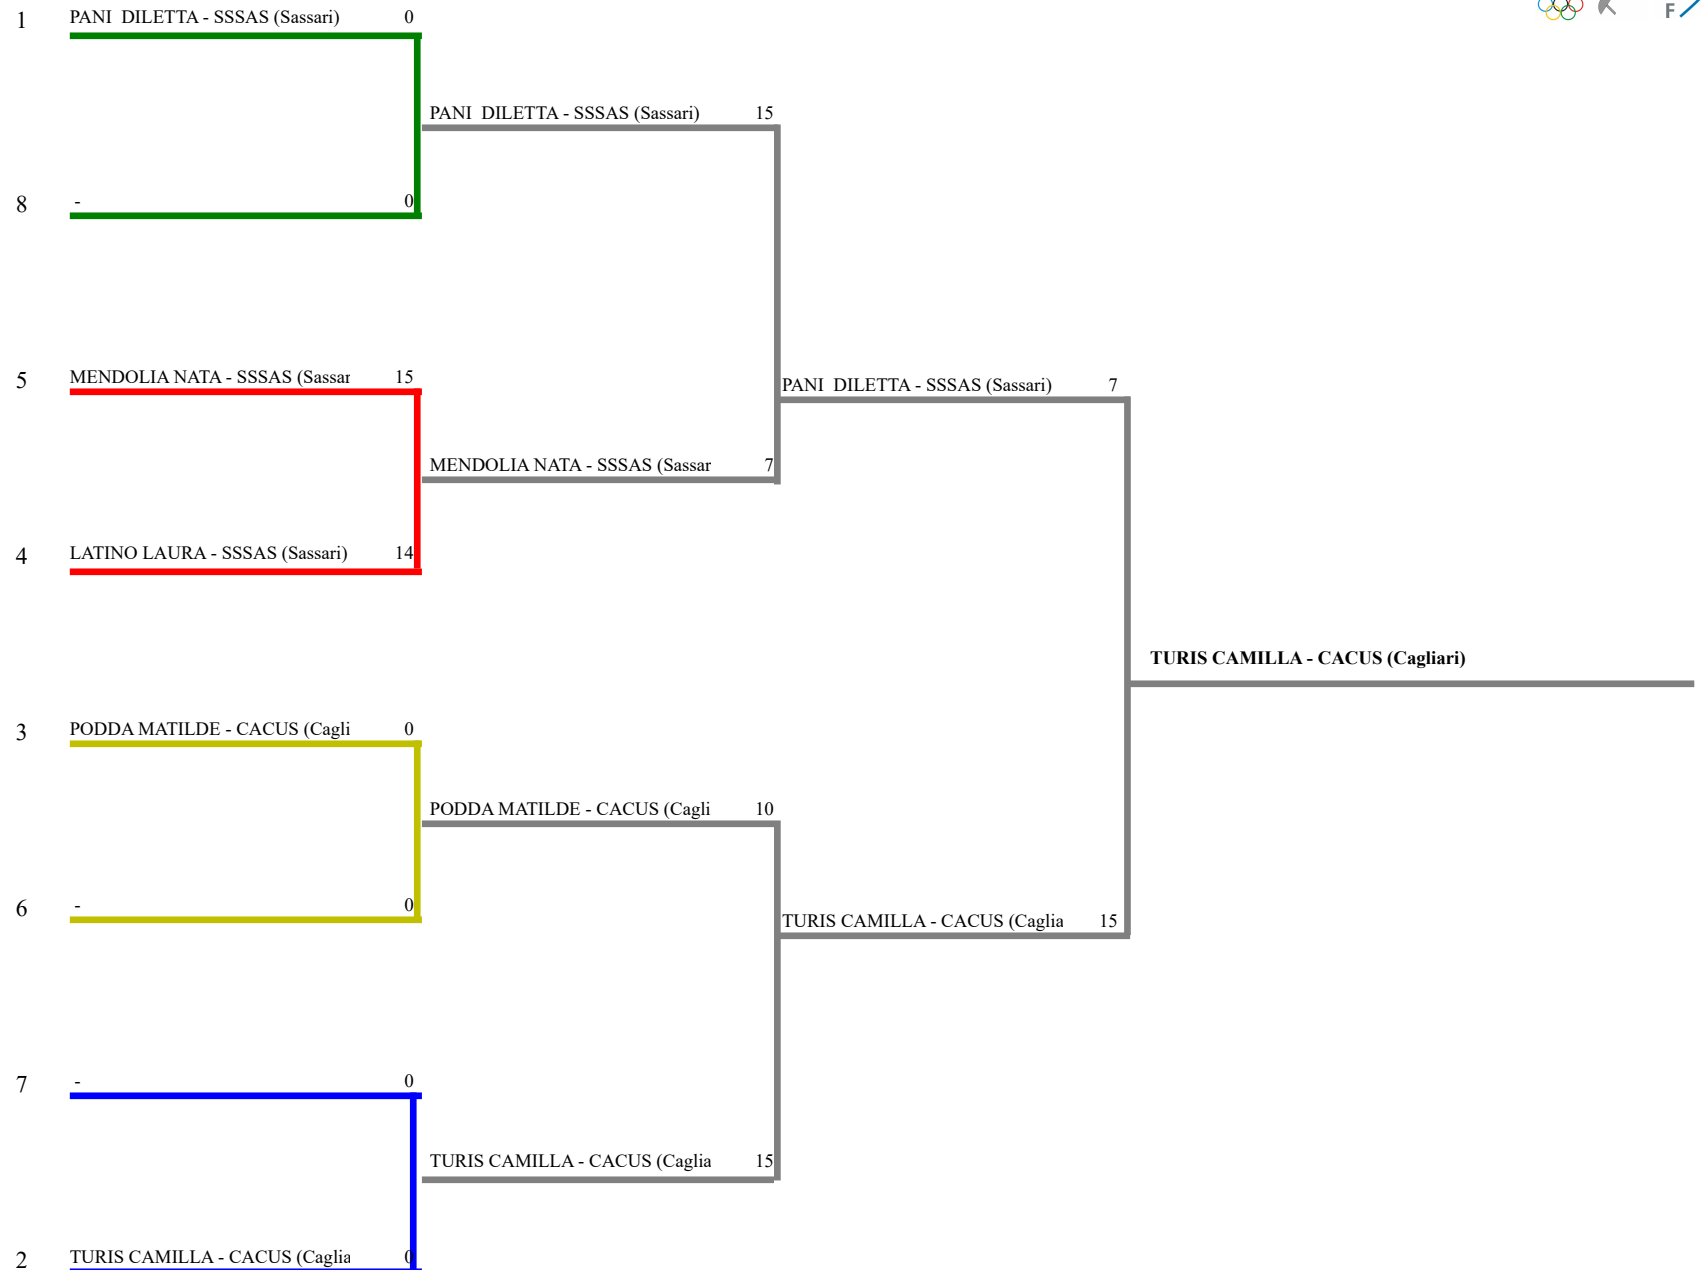 1 PANI DILETTA - SSSAS (Sassari) 0
F
PANI DILETTA - SSSAS (Sassari) 15
8 - 0
5 MENDOLIA NATA - SSSAS (Sassar 15
PANI DILETTA - SSSAS (Sassari) 7
MENDOLIA NATA - SSSAS (Sassar 7
4 LATINO LAURA - SSSAS (Sassari) 14
TURIS CAMILLA - CACUS (Cagliari)
3 PODDA MATILDE - CACUS (Cagli 0
PODDA MATILDE - CACUS (Cagli 10
6 - 0
TURIS CAMILLA - CACUS (Caglia 15
7 - 0
TURIS CAMILLA - CACUS (Caglia 15
2 TURIS CAMILLA - CACUS (Caglia 0